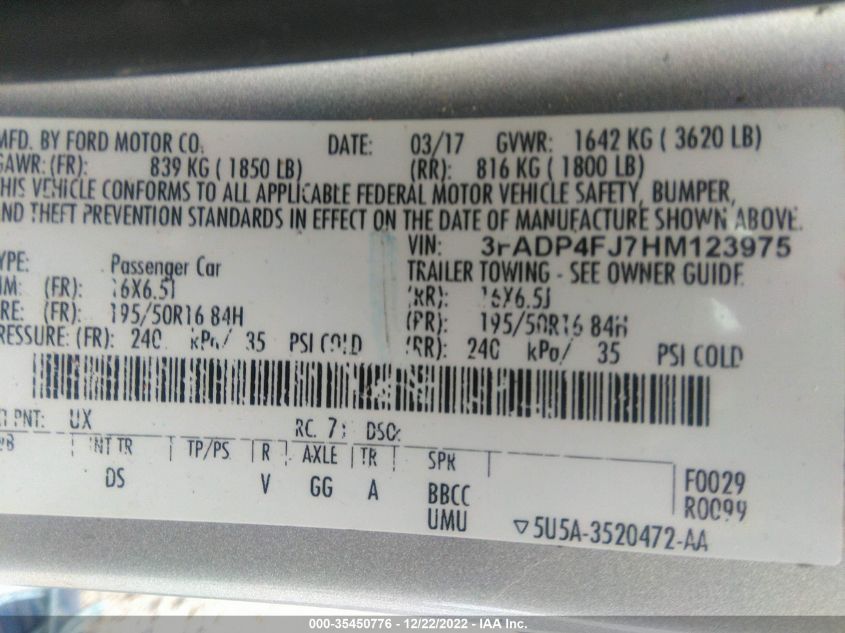 MFD. BY FORD MOTOR CO. DATE: 03/17 GVWR: 1642 KG ( 3620 LB)
GAWR: (FR): 839 KG ( 1850 LB) (RR): 816 KG ( 1800 LB)
THIS VEHICLE CONFORMS TO ALL APPLICABLE FEDERAL MOTOR VEHICLE SAFETY, BUMPER,
AND THEFT PREVENTION STANDARDS IN EFFECT ON THE DATE OF MANUFACTURE SHOWN ABOVE.
VIN: 3FADP4FJ7HM123975
TYPE: Passenger Car TRAILER TOWING - SEE OWNER GUIDE
RIM: (FR): 16X6.5J (RR): 16X6.5J
TIRE: (FR): 195/50R16 84H (RR): 195/50R16 84H
PRESSURE: (FR): 240 kPa/ 35 PSI COLD (RR): 240 kPa/ 35 PSI COLD
PNT: UX RC: 71 DSO:
INT TR TP/PS R AXLE TR SPR F0029
DS V GG A BBCC R0099
UMU ▽5U5A-3520472-AA
000-35450776 - 12/22/2022 - IAA Inc.